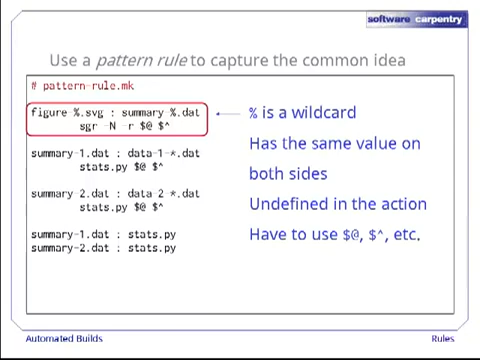 software carpentry
Use a pattern rule to capture the common idea
# pattern-rule.mk
figure %.svg : summary %.dat
sgr -N -r $@ $^
summary-1.dat : data-1-*.dat
stats.py $@ $^
summary-2.dat : data-2 *.dat
stats.py $@ $^
summary-1.dat : stats.py
summary-2.dat : stats.py
% is a wildcard
Has the same value on
both sides
Undefined in the action
Have to use $@, $^, etc.
Automated Builds
Rules